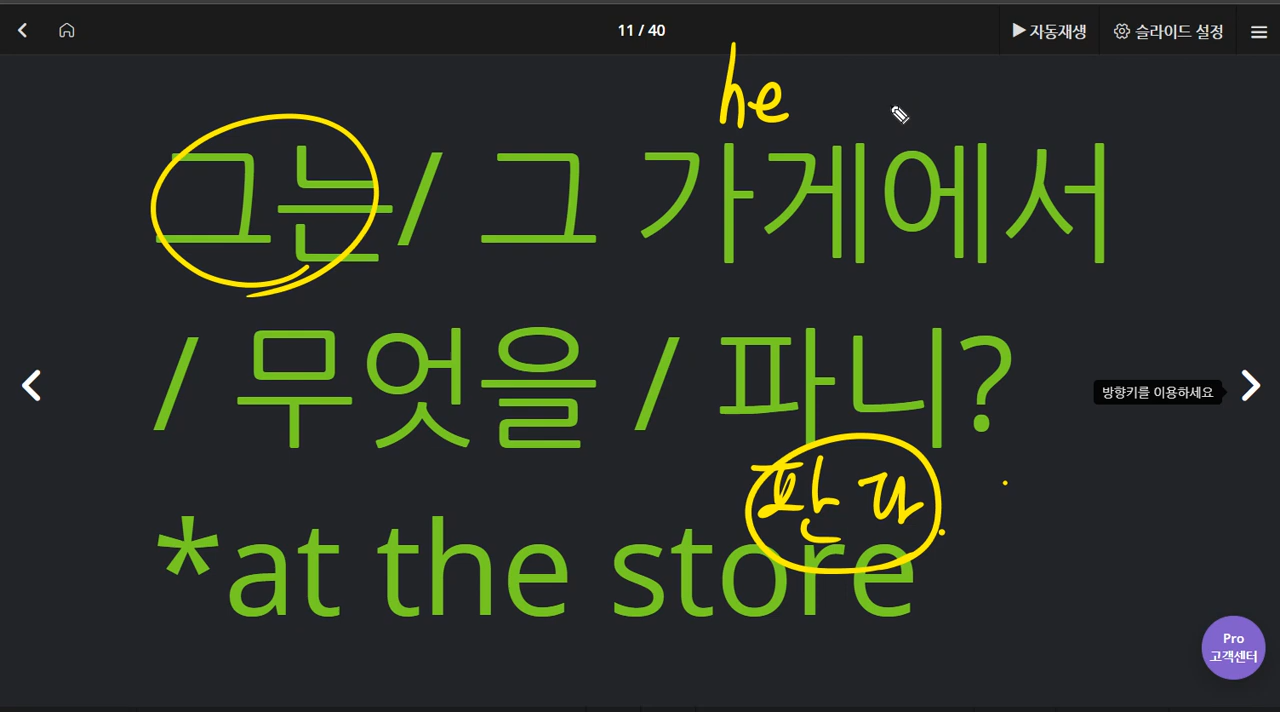 11 / 40
▶ 자동재생
슬라이드 설정
he
그는/ 그 가게에서
/ 무엇을 / 파니?
방향키를 이용하세요
판다.
*at the store
Pro
고객센터